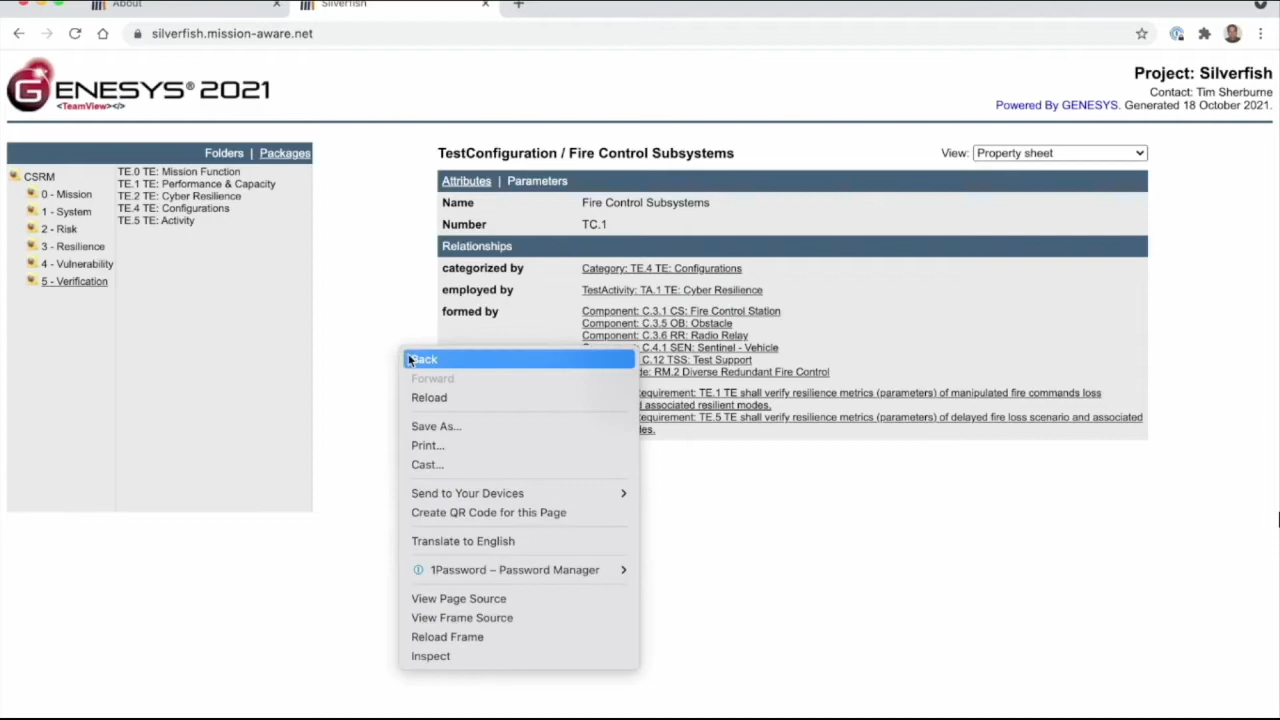 About
Silverfish
silverfish.mission-aware.net
GENESYS® 2021
<TeamView></>
Project: Silverfish
Contact: Tim Sherburne
Powered By GENESYS. Generated 18 October 2021.
Folders | Packages
CSRM
0 - Mission
1 - System
2 - Risk
3 - Resilience
4 - Vulnerability
5 - Verification
TE.0 TE: Mission Function
TE.1 TE: Performance & Capacity
TE.2 TE: Cyber Resilience
TE.4 TE: Configurations
TE.5 TE: Activity
TestConfiguration / Fire Control Subsystems
View: Property sheet
Attributes | Parameters
Name Fire Control Subsystems
Number TC.1
Relationships
categorized by Category: TE.4 TE: Configurations
employed by TestActivity: TA.1 TE: Cyber Resilience
formed by Component: C.3.1 CS: Fire Control Station
Component: C.3.5 OB: Obstacle
Component: C.3.6 RR: Radio Relay
C.4.1 SEN: Sentinel - Vehicle
C.12 TSS: Test Support
de: RM.2 Diverse Redundant Fire Control
equirement: TE.1 TE shall verify resilience metrics (parameters) of manipulated fire commands loss
associated resilient modes.
equirement: TE.5 TE shall verify resilience metrics (parameters) of delayed fire loss scenario and associated
les.
Back
Forward
Reload
Save As...
Print...
Cast...
Send to Your Devices
Create QR Code for this Page
Translate to English
1Password – Password Manager
View Page Source
View Frame Source
Reload Frame
Inspect